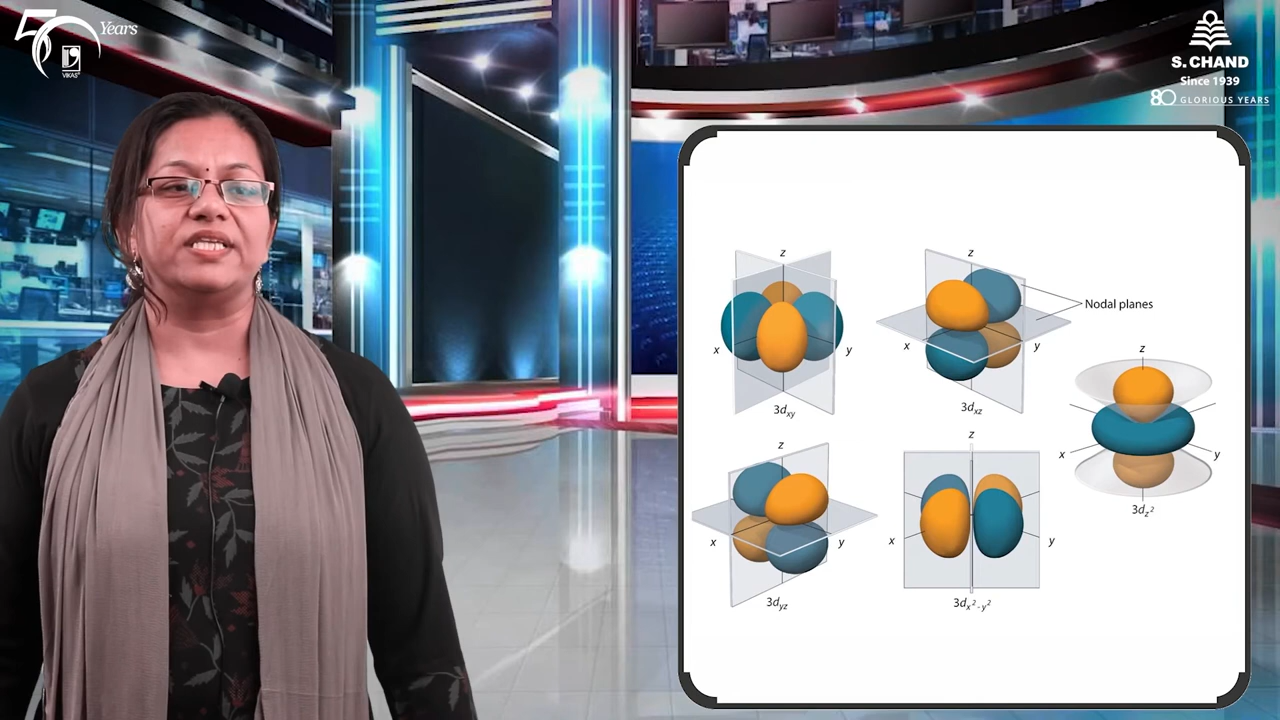 50 Years
VIKAS®
S. CHAND
Since 1939
80 GLORIOUS YEARS
z
x
y
3dxy
z
x
y
3dxz
Nodal planes
z
x
y
3dz²
z
x
y
3dyz
z
x
y
3dx²-y²